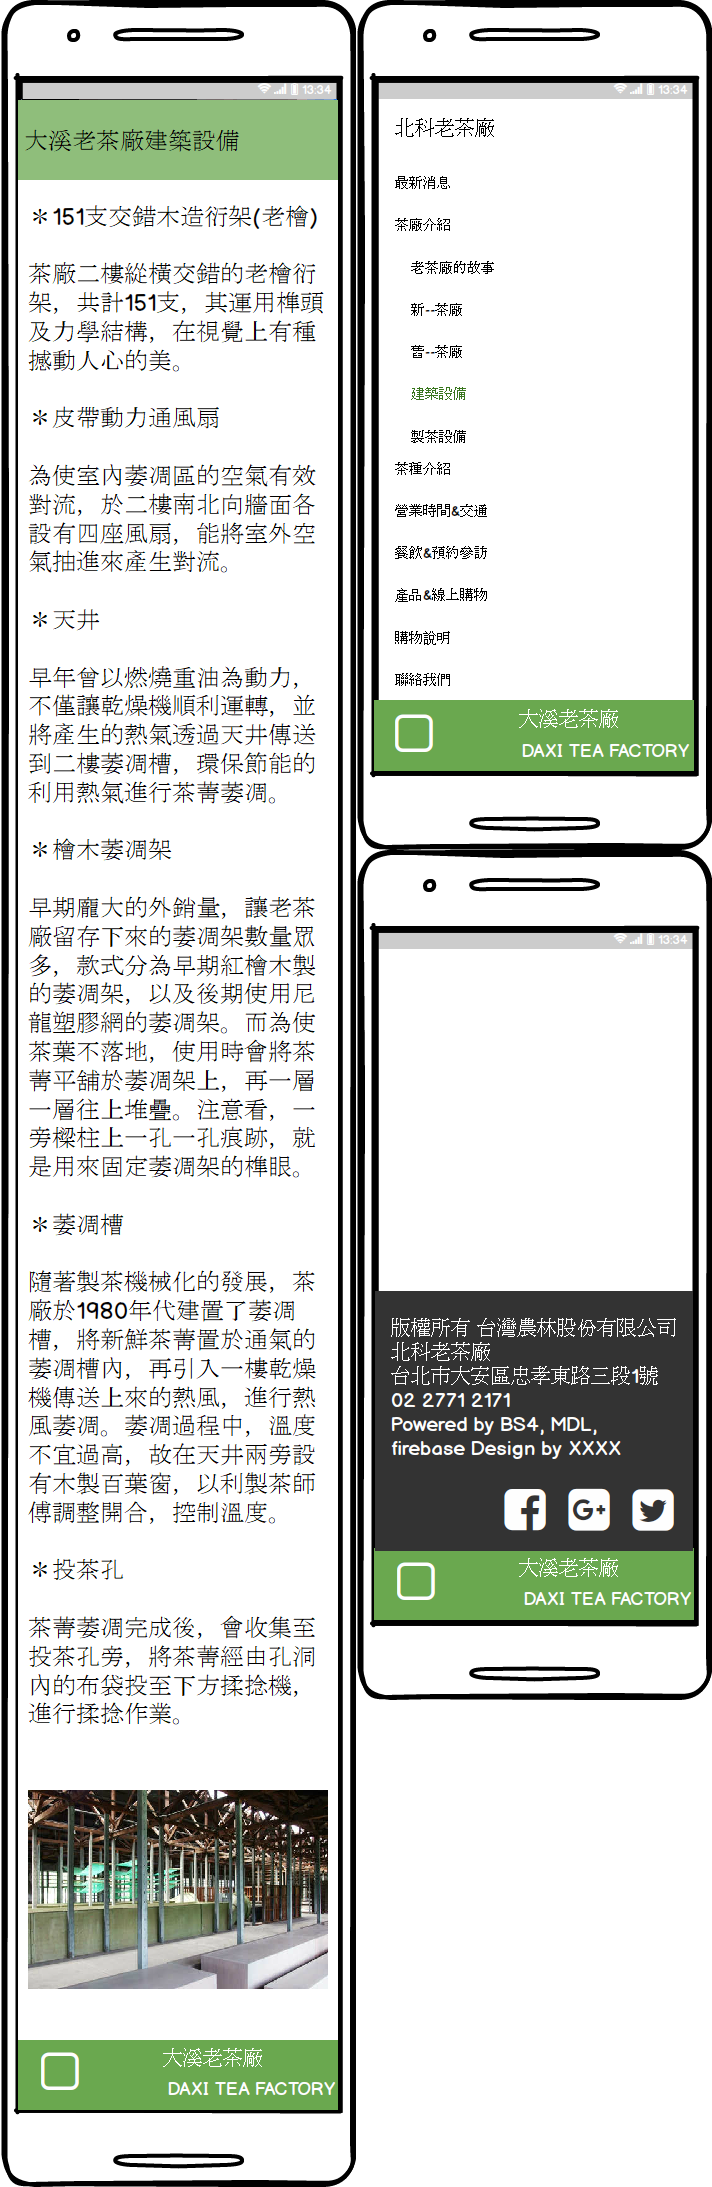 13:34
大溪老茶廠建築設備
＊151支交錯木造衍架(老檜)
茶廠二樓縱橫交錯的老檜衍
架，共計151支，其運用榫頭
及力學結構，在視覺上有種
撼動人心的美。
＊皮帶動力通風扇
為使室內萎凋區的空氣有效
對流，於二樓南北向牆面各
設有四座風扇，能將室外空
氣抽進來產生對流。
＊天井
早年曾以燃燒重油為動力，
不僅讓乾燥機順利運轉，並
將產生的熱氣透過天井傳送
到二樓萎凋槽，環保節能的
利用熱氣進行茶菁萎凋。
＊檜木萎凋架
早期龐大的外銷量，讓老茶
廠留存下來的萎凋架數量眾
多，款式分為早期紅檜木製
的萎凋架，以及後期使用尼
龍塑膠網的萎凋架。而為使
茶葉不落地，使用時會將茶
菁平舖於萎凋架上，再一層
一層往上堆疊。注意看，一
旁樑柱上一孔一孔痕跡，就
是用來固定萎凋架的榫眼。
＊萎凋槽
隨著製茶機械化的發展，茶
廠於1980年代建置了萎凋
槽，將新鮮茶菁置於通氣的
萎凋槽內，再引入一樓乾燥
機傳送上來的熱風，進行熱
風萎凋。萎凋過程中，溫度
不宜過高，故在天井兩旁設
有木製百葉窗，以利製茶師
傅調整開合，控制溫度。
＊投茶孔
茶菁萎凋完成後，會收集至
投茶孔旁，將茶菁經由孔洞
內的布袋投至下方揉捻機，
進行揉捻作業。
大溪老茶廠
DAXI TEA FACTORY
13:34
北科老茶廠
最新消息
茶廠介紹
老茶廠的故事
新--茶廠
舊--茶廠
建築設備
製茶設備
茶種介紹
營業時間&交通
餐飲&預約參訪
產品&線上購物
購物說明
聯絡我們
大溪老茶廠
DAXI TEA FACTORY
13:34
版權所有 台灣農林股份有限公司
北科老茶廠
台北市大安區忠孝東路三段1號
02 2771 2171
Powered by BS4, MDL,
firebase Design by XXXX
大溪老茶廠
DAXI TEA FACTORY